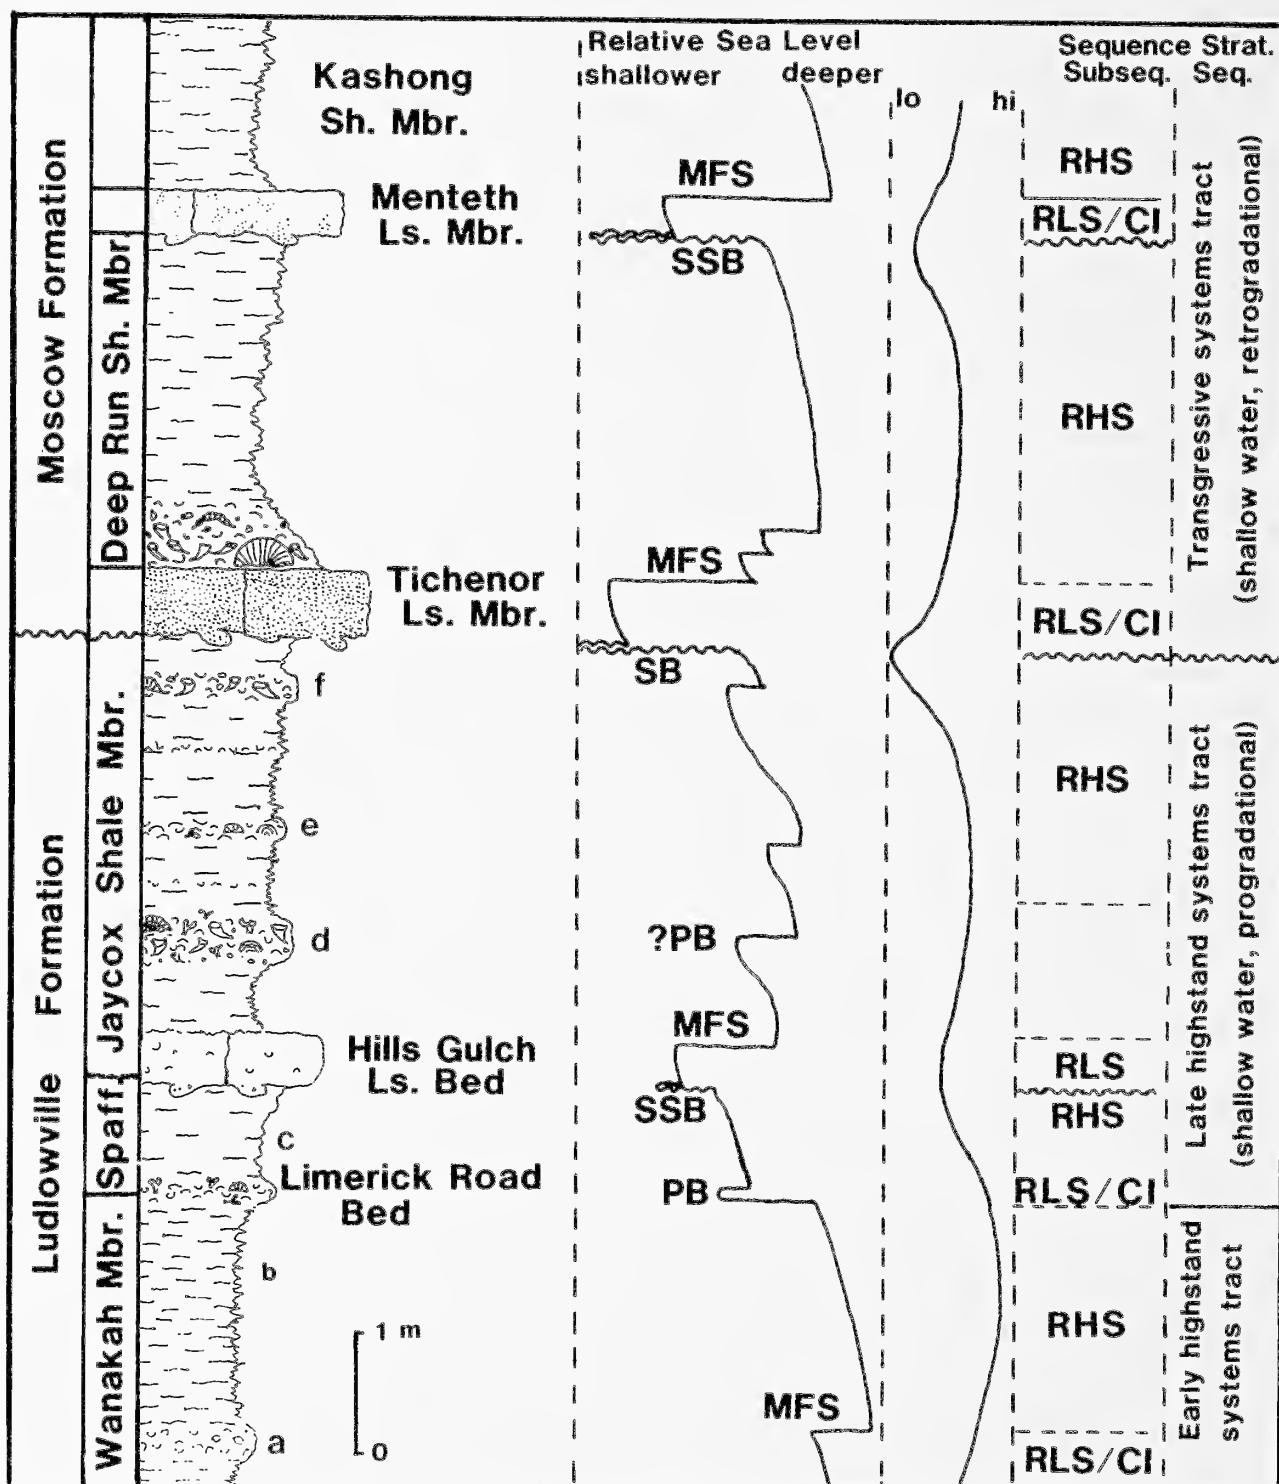 Relative Sea Level
shallower deeper
lo hi
Sequence Strat.
Subseq. Seq.
Moscow Formation
Ludlowville Formation
Deep Run Sh. Mbr.
Jaycox Shale Mbr.
Spaff.
Wanakah Mbr.
Kashong
Sh. Mbr.
Menteth
Ls. Mbr.
Tichenor
Ls. Mbr.
f
e
d
Hills Gulch
Ls. Bed
c
Limerick Road
Bed
b
a
1 m
0
MFS
SSB
MFS
SB
?PB
MFS
SSB
PB
MFS
RHS
RLS/CI
RHS
RLS/CI
RHS
RLS
RHS
RLS/CI
RHS
RLS/CI
Transgressive systems tract
(shallow water, retrogradational)
Late highstand systems tract
(shallow water, progradational)
Early highstand
systems tract